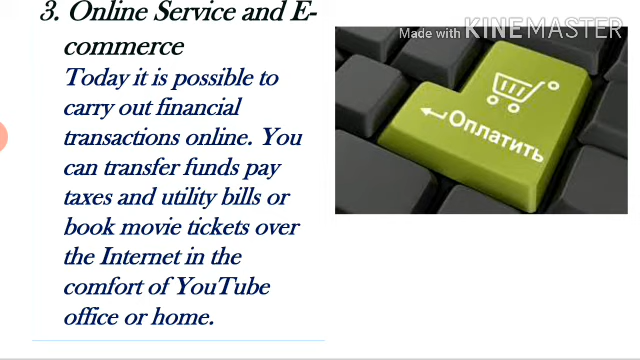 3. Online Service and E-
commerce
Today it is possible to
carry out financial
transactions online. You
can transfer funds pay
taxes and utility bills or
book movie tickets over
the Internet in the
comfort of YouTube
office or home.
Made with KINEMASTER
Оплатить